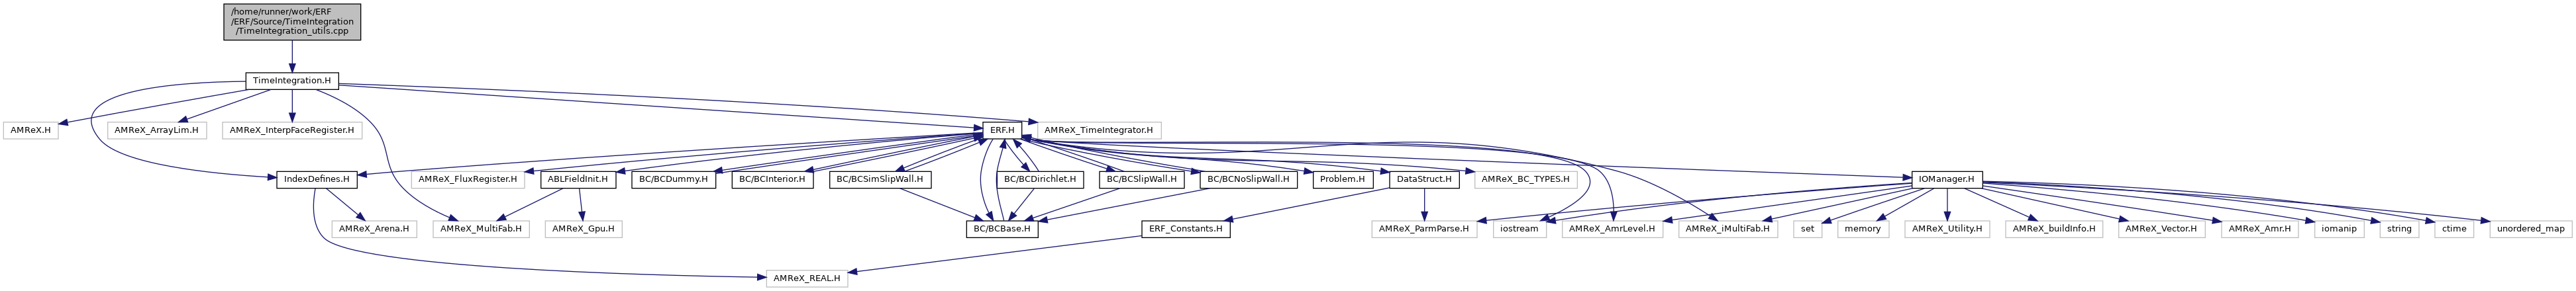 /home/runner/work/ERF
/ERF/Source/TimeIntegration
/TimeIntegration_utils.cpp
TimeIntegration.H
AMReX.H
AMReX_ArrayLim.H
AMReX_InterpFaceRegister.H
ERF.H
AMReX_TimeIntegrator.H
IndexDefines.H
AMReX_FluxRegister.H
ABLFieldInit.H
BC/BCDummy.H
BC/BCInterior.H
BC/BCSimSlipWall.H
BC/BCDirichlet.H
BC/BCSlipWall.H
BC/BCNoSlipWall.H
Problem.H
DataStruct.H
AMReX_BC_TYPES.H
IOManager.H
AMReX_Arena.H
AMReX_MultiFab.H
AMReX_Gpu.H
BC/BCBase.H
ERF_Constants.H
AMReX_ParmParse.H
iostream
AMReX_AmrLevel.H
AMReX_iMultiFab.H
set
memory
AMReX_Utility.H
AMReX_buildInfo.H
AMReX_Vector.H
AMReX_Amr.H
iomanip
string
ctime
unordered_map
AMReX_REAL.H